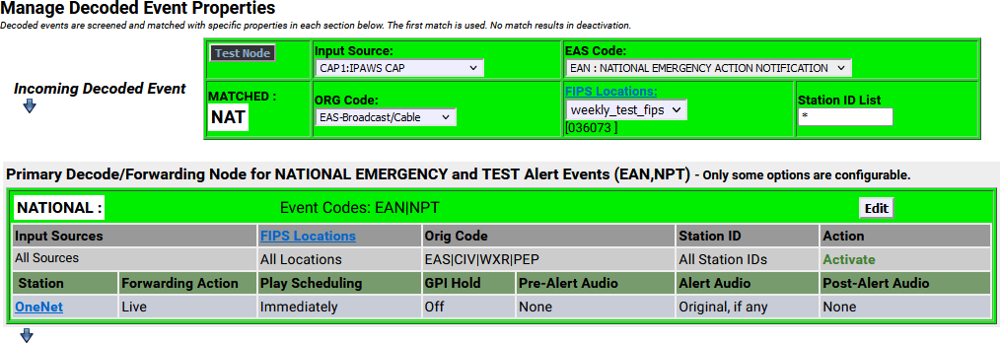 Manage Decoded Event Properties
Decoded events are screened and matched with specific properties in each section below. The first match is used. No match results in deactivation.
Incoming Decoded Event
Test Node
Input Source:
CAP1:IPAWS CAP
EAS Code:
EAN : NATIONAL EMERGENCY ACTION NOTIFICATION
MATCHED :
NAT
ORG Code:
EAS-Broadcast/Cable
FIPS Locations:
weekly_test_fips
[036073 ]
Station ID List
*
Primary Decode/Forwarding Node for NATIONAL EMERGENCY and TEST Alert Events (EAN,NPT) - Only some options are configurable.
NATIONAL : Event Codes: EAN|NPT Edit
Input Sources FIPS Locations Orig Code Station ID Action
All Sources All Locations EAS|CIV|WXR|PEP All Station IDs Activate
Station Forwarding Action Play Scheduling GPI Hold Pre-Alert Audio Alert Audio Post-Alert Audio
OneNet Live Immediately Off None Original, if any None